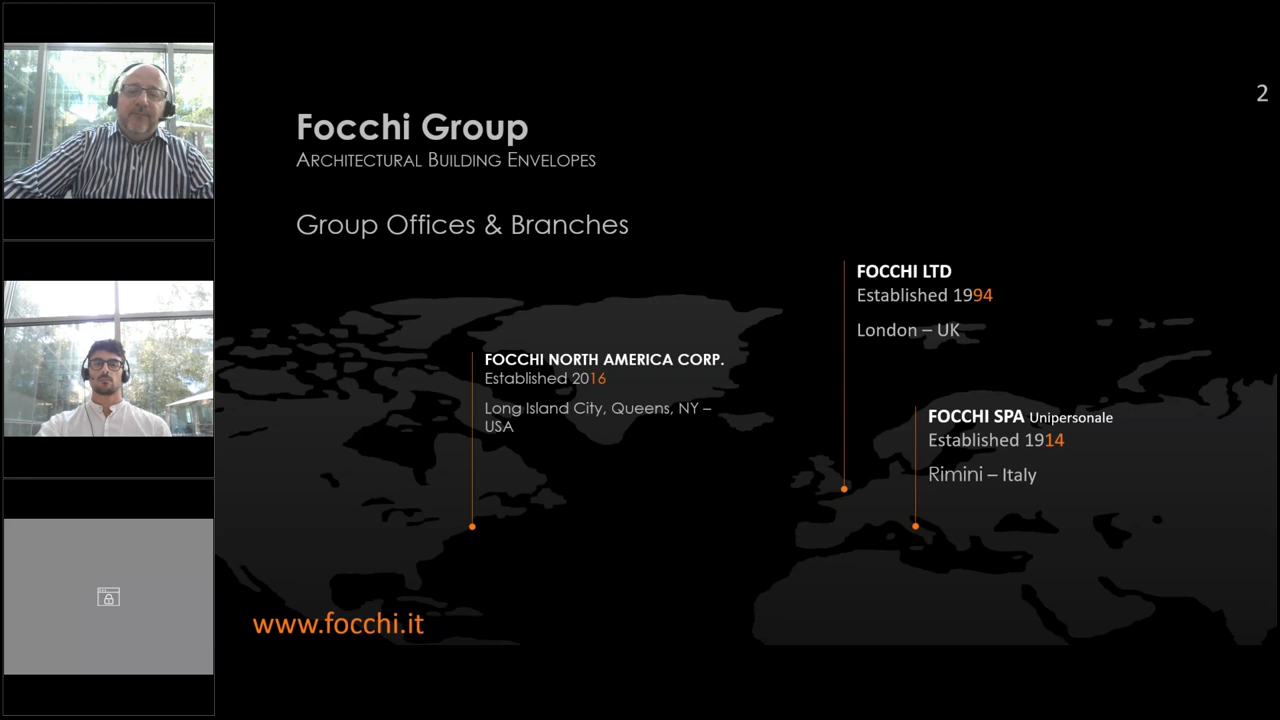 2
Focchi Group
ARCHITECTURAL BUILDING ENVELOPES
Group Offices & Branches
FOCCHI LTD
Established 1994
London – UK
FOCCHI NORTH AMERICA CORP.
Established 2016
Long Island City, Queens, NY –
USA
FOCCHI SPA Unipersonale
Established 1914
Rimini – Italy
www.focchi.it